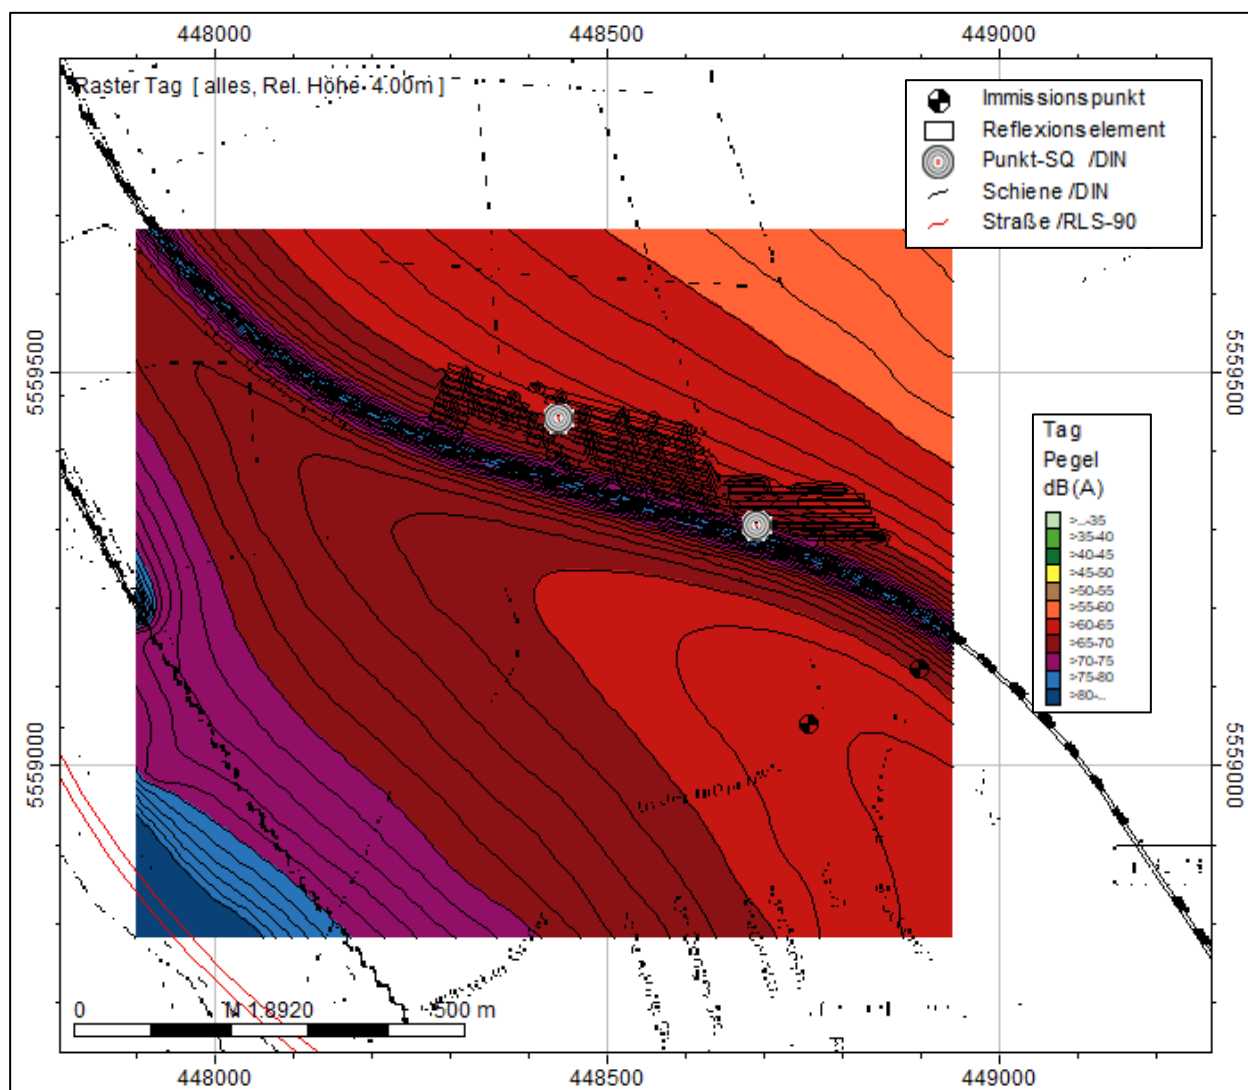 448000 448500 449000
Raster Tag [ alles, Rel. Höhe 4.00m ]
Immissionspunkt
Reflexionselement
Punkt-SQ /DIN
Schiene /DIN
Straße /RLS-90
5559500
5559500
Tag
Pegel
dB(A)
>...-35
>35-40
>40-45
>45-50
>50-55
>55-60
>60-65
>65-70
>70-75
>75-80
>80-...
5559000
5559000
0 M 1:8920 500 m
448000 448500 449000